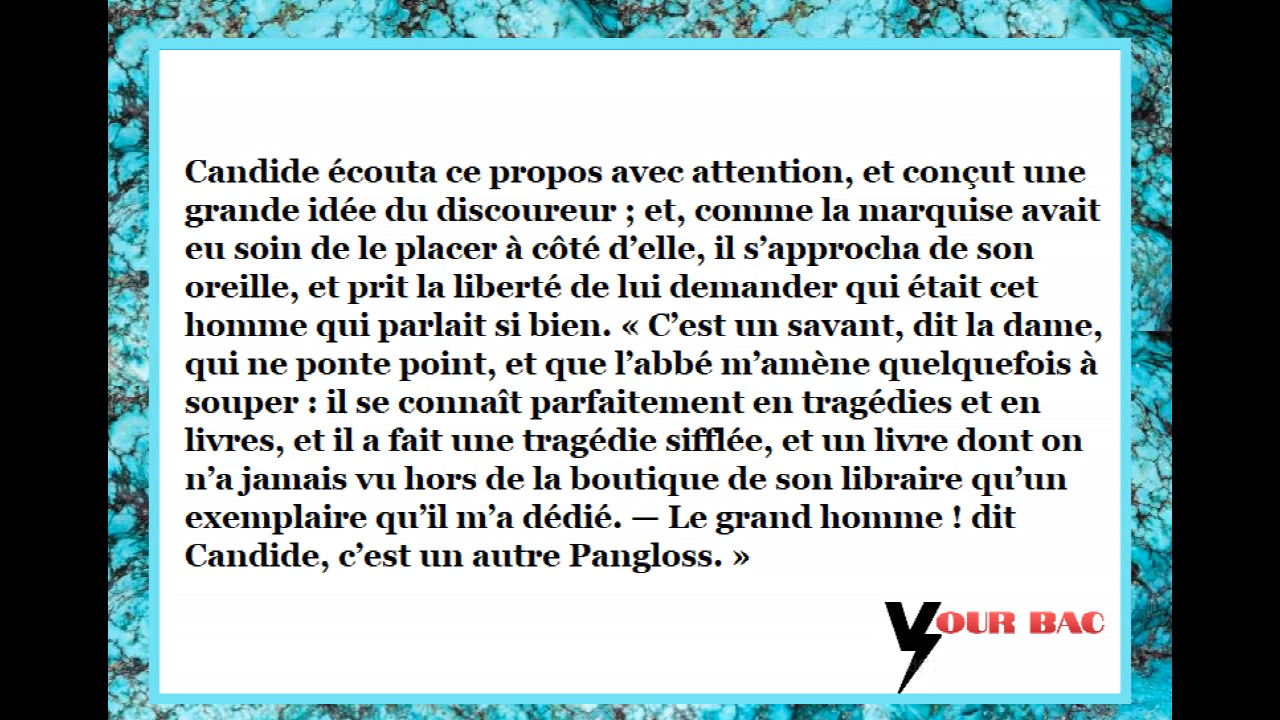 Candide écouta ce propos avec attention, et conçut une
grande idée du discoureur ; et, comme la marquise avait
eu soin de le placer à côté d’elle, il s’approcha de son
oreille, et prit la liberté de lui demander qui était cet
homme qui parlait si bien. « C’est un savant, dit la dame,
qui ne ponte point, et que l’abbé m’amène quelquefois à
souper : il se connaît parfaitement en tragédies et en
livres, et il a fait une tragédie sifflée, et un livre dont on
n’a jamais vu hors de la boutique de son libraire qu’un
exemplaire qu’il m’a dédié. — Le grand homme ! dit
Candide, c’est un autre Pangloss. »
YOUR BAC